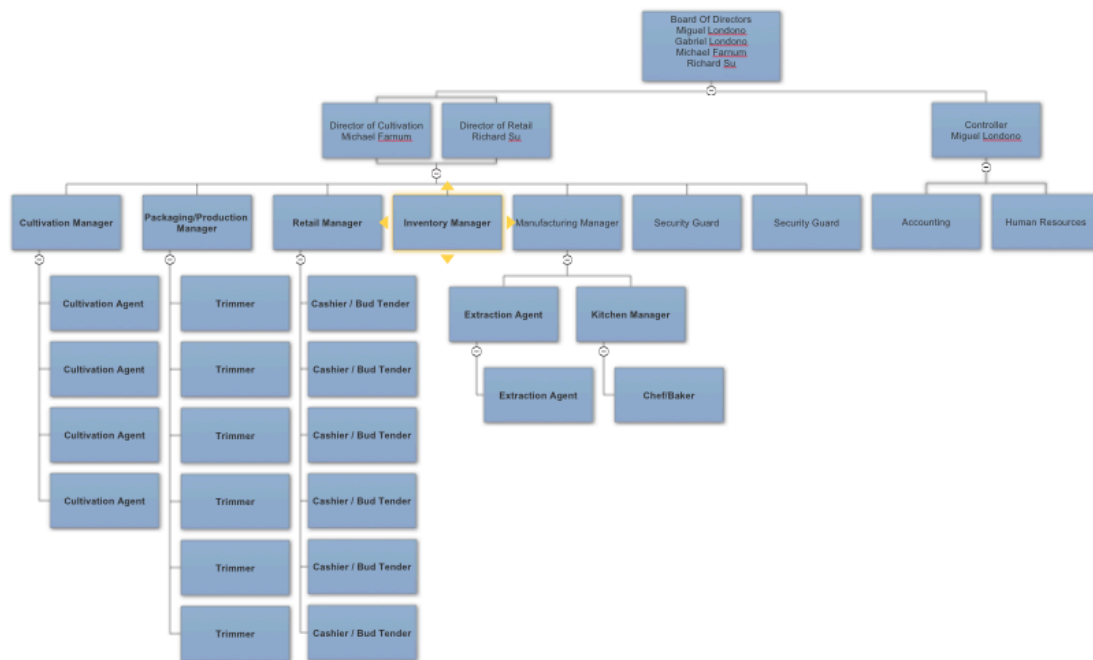 Board Of Directors
Miguel Londono
Gabriel Londono
Michael Farnum
Richard Su
Director of Cultivation
Michael Farnum
Director of Retail
Richard Su
Controller
Miguel Londono
Cultivation Manager
Packaging/Production
Manager
Retail Manager
Inventory Manager
Manufacturing Manager
Security Guard
Security Guard
Accounting
Human Resources
Cultivation Agent
Trimmer
Cashier / Bud Tender
Extraction Agent
Kitchen Manager
Cultivation Agent
Trimmer
Cashier / Bud Tender
Extraction Agent
Chef/Baker
Cultivation Agent
Trimmer
Cashier / Bud Tender
Cultivation Agent
Trimmer
Cashier / Bud Tender
Trimmer
Cashier / Bud Tender
Trimmer
Cashier / Bud Tender